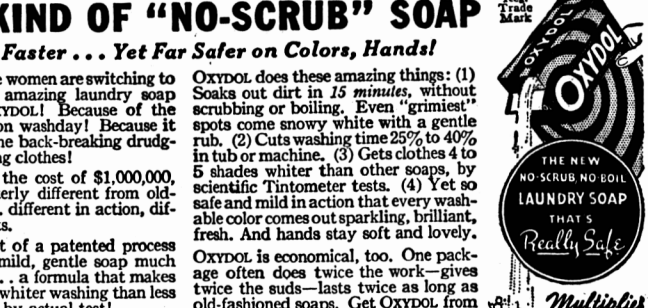 KIND OF "NO-SCRUB" SOAP
Faster ... Yet Far Safer on Colors, Hands!
women are switching to
amazing laundry soap
Because of the
on washday! Because it
back-breaking drudg-
clothes!
the cost of $1,000,000,
different from old-
. different in action, dif-
of a patented process
mild, gentle soap much
. . a formula that makes
whiter washing than less
by actual test!
OXYDOL does these amazing things: (1)
Soaks out dirt in 15 minutes, without
scrubbing or boiling. Even "grimiest"
spots come snowy white with a gentle
rub. (2) Cuts washing time 25% to 40%
in tub or machine. (3) Gets clothes 4 to
5 shades whiter than other soaps, by
scientific Tintometer tests. (4) Yet so
safe and mild in action that every wash-
able color comes out sparkling, brilliant,
fresh. And hands stay soft and lovely.
OXYDOL is economical, too. One pack-
age often does twice the work—gives
twice the suds—lasts twice as long as
old-fashioned soaps. Get OXYDOL from
Trade
Mark
OXYDOL
OXYDOL
THE NEW
NO-SCRUB, NO-BOIL
LAUNDRY SOAP
THAT'S
Really Safe
Multiplies